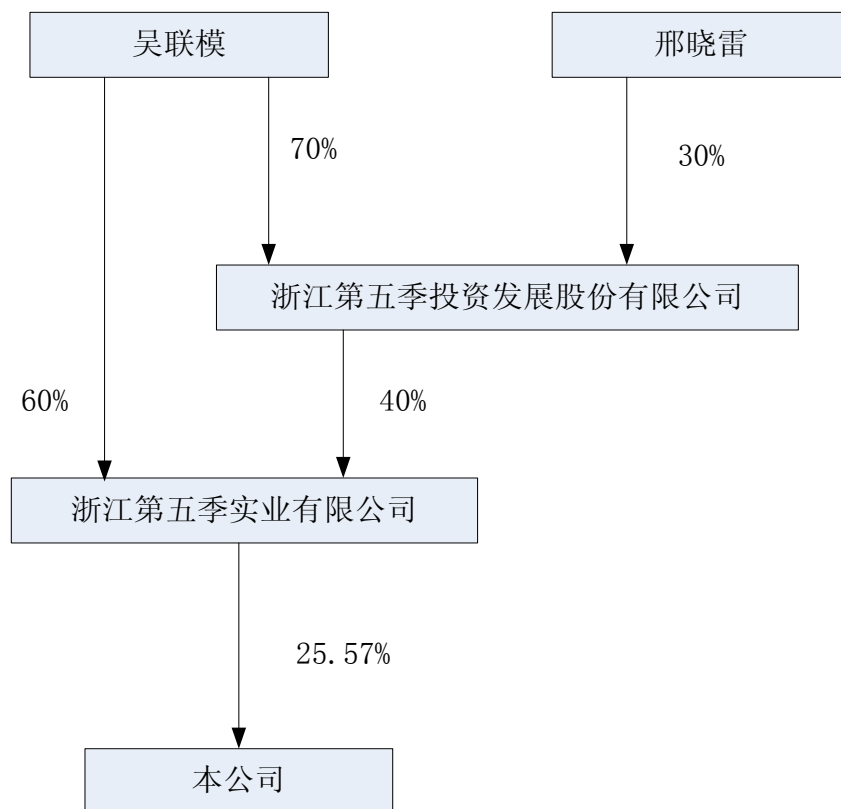 吴联模
邢晓雷
70%
30%
浙江第五季投资发展股份有限公司
60%
40%
浙江第五季实业有限公司
25.57%
本公司